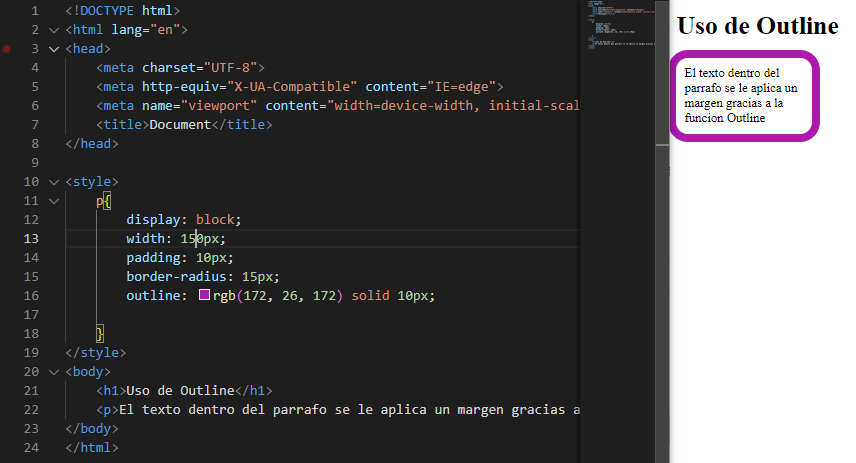 1 <!DOCTYPE html>
2 <html lang="en">
3 <head>
4 <meta charset="UTF-8">
5 <meta http-equiv="X-UA-Compatible" content="IE=edge">
6 <meta name="viewport" content="width=device-width, initial-scal
7 <title>Document</title>
8 </head>
9
10 <style>
11 p{
12 display: block;
13 width: 150px;
14 padding: 10px;
15 border-radius: 15px;
16 outline: rgb(172, 26, 172) solid 10px;
17
18 }
19 </style>
20 <body>
21 <h1>Uso de Outline</h1>
22 <p>El texto dentro del parrafo se le aplica un margen gracias a
23 </body>
24 </html>
Uso de Outline
El texto dentro del
parrafo se le aplica un
margen gracias a la
funcion Outline